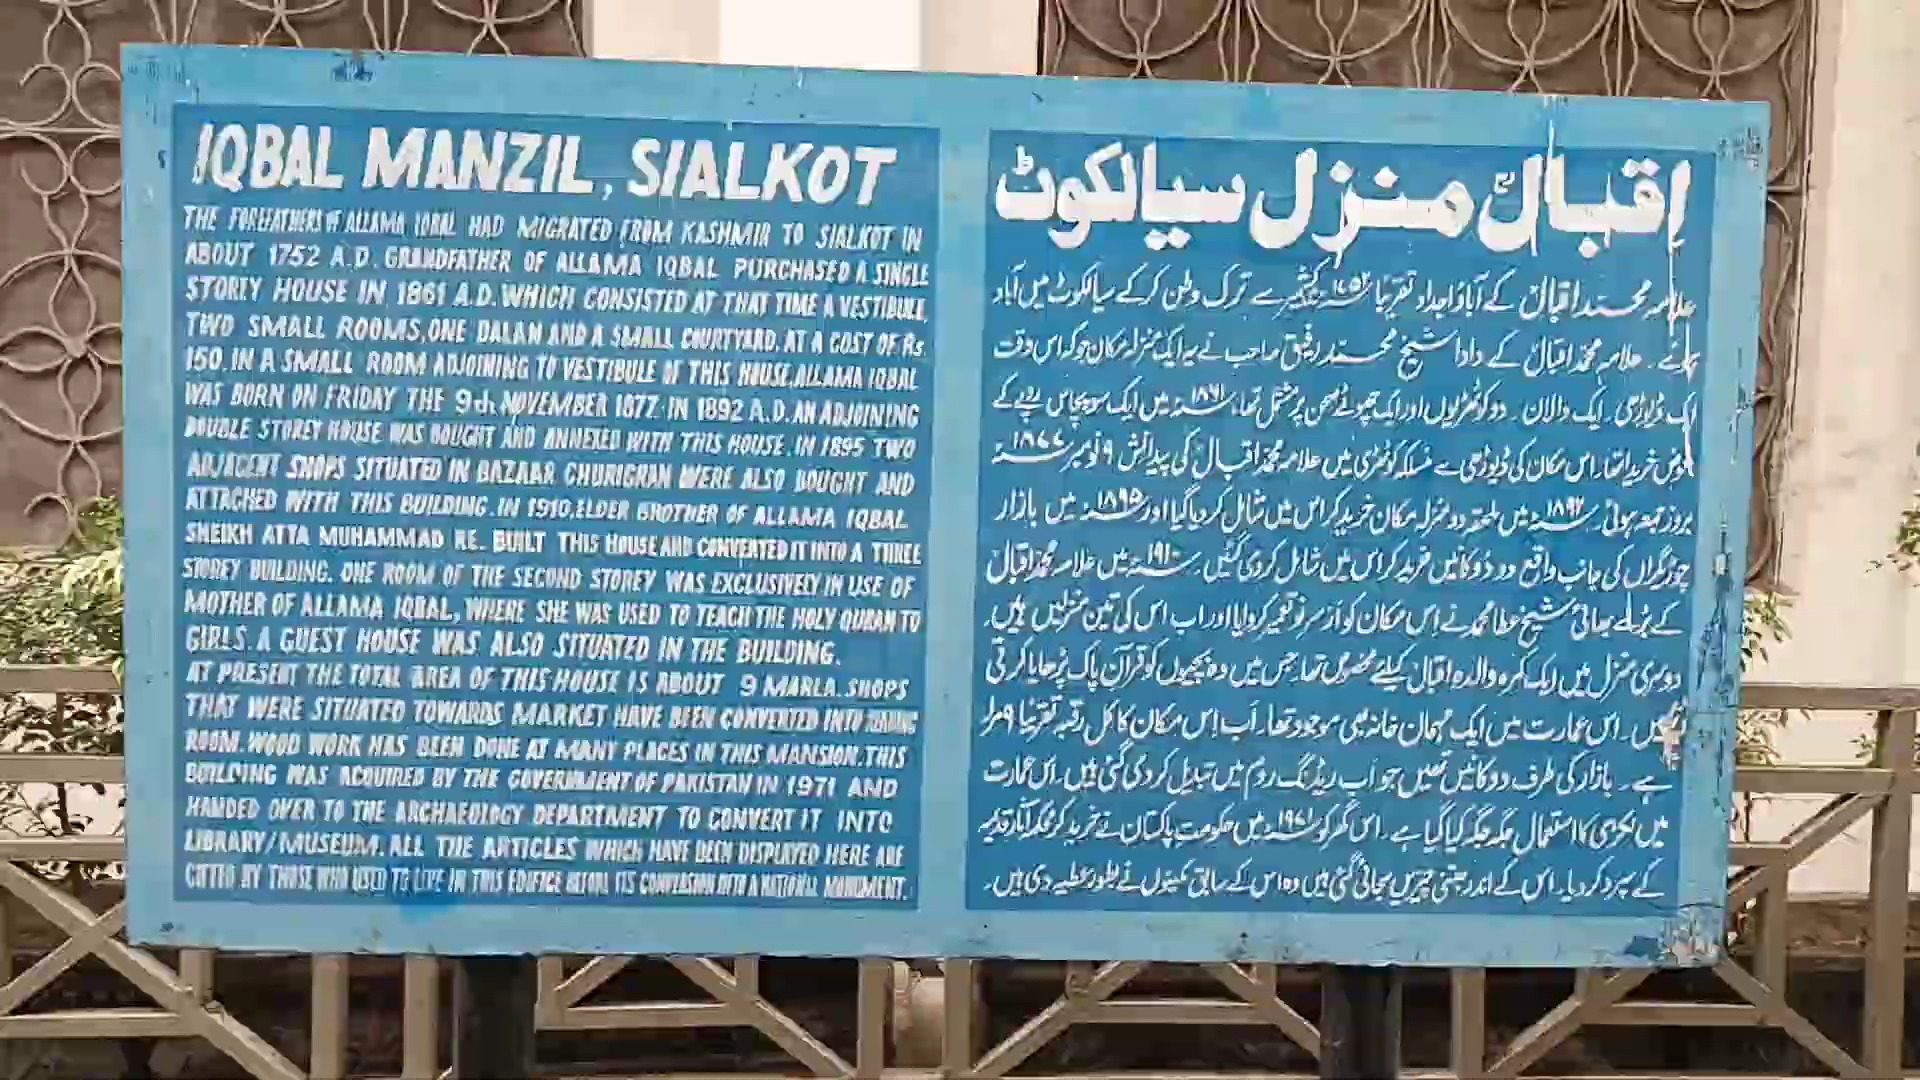 IQBAL MANZIL, SIALKOT
THE FOREFATHERS OF ALLAMA IQBAL HAD MIGRATED FROM KASHMIR TO SIALKOT IN
ABOUT 1752 A.D. GRANDFATHER OF ALLAMA IQBAL PURCHASED A SINGLE
STOREY HOUSE IN 1861 A.D. WHICH CONSISTED AT THAT TIME A VESTIBULE,
TWO SMALL ROOMS, ONE DALAN AND A SMALL COURTYARD. AT A COST OF Rs.
150. IN A SMALL ROOM ADJOINING TO VESTIBULE OF THIS HOUSE, ALLAMA IQBAL
WAS BORN ON FRIDAY THE 9th NOVEMBER 1877. IN 1892 A.D. AN ADJOINING
DOUBLE STOREY HOUSE WAS BOUGHT AND ANNEXED WITH THIS HOUSE. IN 1895 TWO
ADJACENT SHOPS SITUATED IN BAZAAR CHURIGRAN WERE ALSO BOUGHT AND
ATTACHED WITH THIS BUILDING. IN 1910, ELDER BROTHER OF ALLAMA IQBAL
SHEIKH ATTA MUHAMMAD RE. BUILT THIS HOUSE AND CONVERTED IT INTO A THREE
STOREY BUILDING. ONE ROOM OF THE SECOND STOREY WAS EXCLUSIVELY IN USE OF
MOTHER OF ALLAMA IQBAL, WHERE SHE WAS USED TO TEACH THE HOLY QURAN TO
GIRLS. A GUEST HOUSE WAS ALSO SITUATED IN THE BUILDING.
AT PRESENT THE TOTAL AREA OF THIS HOUSE IS ABOUT 9 MARLA. SHOPS
THAT WERE SITUATED TOWARDS MARKET HAVE BEEN CONVERTED INTO READING
ROOM. WOOD WORK HAS BEEN DONE AT MANY PLACES IN THIS MANSION. THIS
BUILDING WAS ACQUIRED BY THE GOVERNMENT OF PAKISTAN IN 1971 AND
HANDED OVER TO THE ARCHAEOLOGY DEPARTMENT TO CONVERT IT INTO
LIBRARY/MUSEUM. ALL THE ARTICLES WHICH HAVE BEEN DISPLAYED HERE ARE
GIFTED BY THOSE WHO USED TO LIVE IN THIS EDIFICE BEFORE ITS CONVERSION INTO A NATIONAL MONUMENT.
اقبالؒ منزل سیالکوٹ
علامہ محمد اقبالؒ کے آباؤ اجداد تقریباً ۱۷۵۲ء کشمیر سے ترک وطن کر کے سیالکوٹ میں آباد
ہوئے۔ علامہ محمد اقبالؒ کے دادا شیخ محمد رفیق صاحب نے یہ ایک منزلہ مکان جو کہ اس وقت
ایک ڈیوڑھی۔ ایک دالان۔ دو کوٹھڑیوں اور ایک چھوٹے صحن پر مشتمل تھا، ۱۸۶۱ء میں ایک سو پچاس روپے کے
عوض خریدا تھا۔ اس مکان کی ڈیوڑھی سے منسلکہ کوٹھڑی میں علامہ محمد اقبالؒ کی پیدائش ۹ نومبر ۱۸۷۷ء
بروز جمعہ ہوئی۔ ۱۸۹۲ء میں ملحقہ دو منزلہ مکان خرید کر اس میں شامل کر دیا گیا اور ۱۸۹۵ء میں بازار
چوڑیگراں کی جانب واقع دو دوکانیں خرید کر اس میں شامل کر دی گئیں۔ ۱۹۱۰ء میں علامہ محمد اقبال
کے بڑے بھائی شیخ عطا محمد نے اس مکان کو از سر نو تعمیر کروایا اور اب اس کی تین منزلیں ہیں۔
دوسری منزل میں ایک کمرہ والدہ اقبال کیلئے مخصوص تھا جس میں وہ بچیوں کو قرآن پاک پڑھایا کرتی
تھیں۔ اس عمارت میں ایک مہمان خانہ بھی موجود تھا۔ اب اس مکان کا کل رقبہ تقریباً ۹ مرلہ
ہے۔ بازار کی طرف دوکانیں تھیں جو اب ریڈنگ روم میں تبدیل کر دی گئی ہیں۔ اس عمارت
میں لکڑی کا استعمال جگہ جگہ کیا گیا ہے۔ اس گھر کو ۱۹۷۱ء میں حکومت پاکستان نے خرید کر محکمہ آثار قدیمہ
کے سپرد کر دیا۔ اس کے اندر جتنی چیزیں سجائی گئی ہیں وہ اس کے سابق مکینوں نے بطور عطیہ دی ہیں۔